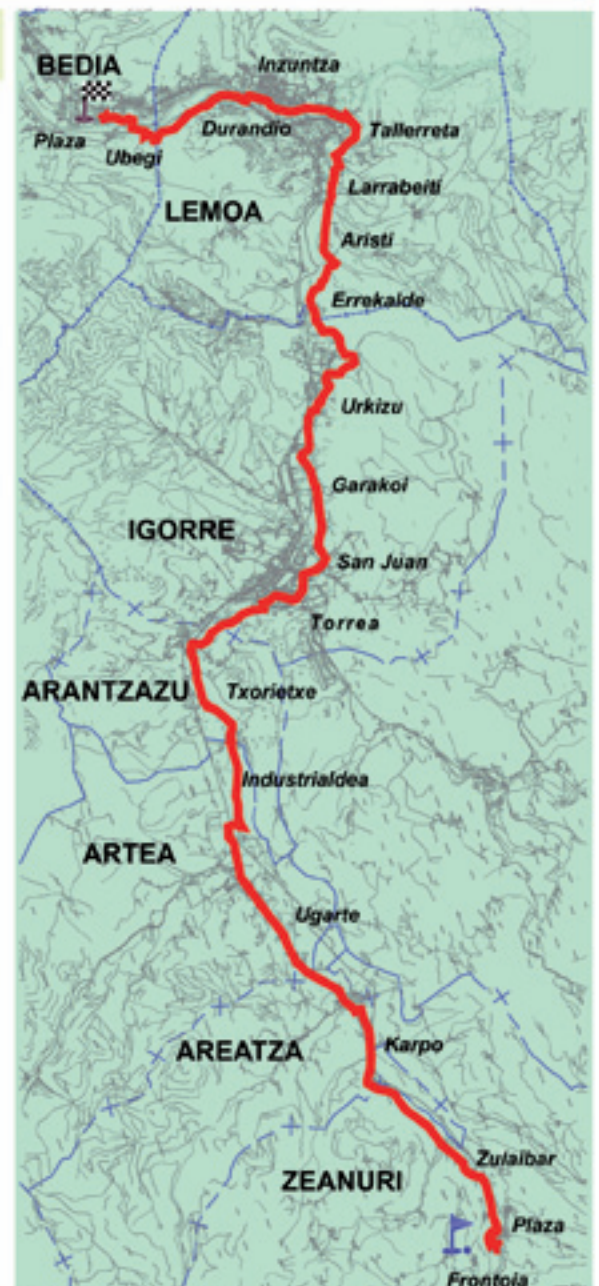 BEDIA
Inzuntza
Plaza
Durandio
Tallerreta
Ubegi
Larrabeiti
LEMOA
Aristi
Errekalde
Urkizu
Garakoi
IGORRE
San Juan
Torrea
ARANTZAZU
Txorietxe
Industrialdea
ARTEA
Ugarte
AREATZA
Karpo
Zulaibar
ZEANURI
Plaza
Frontoia